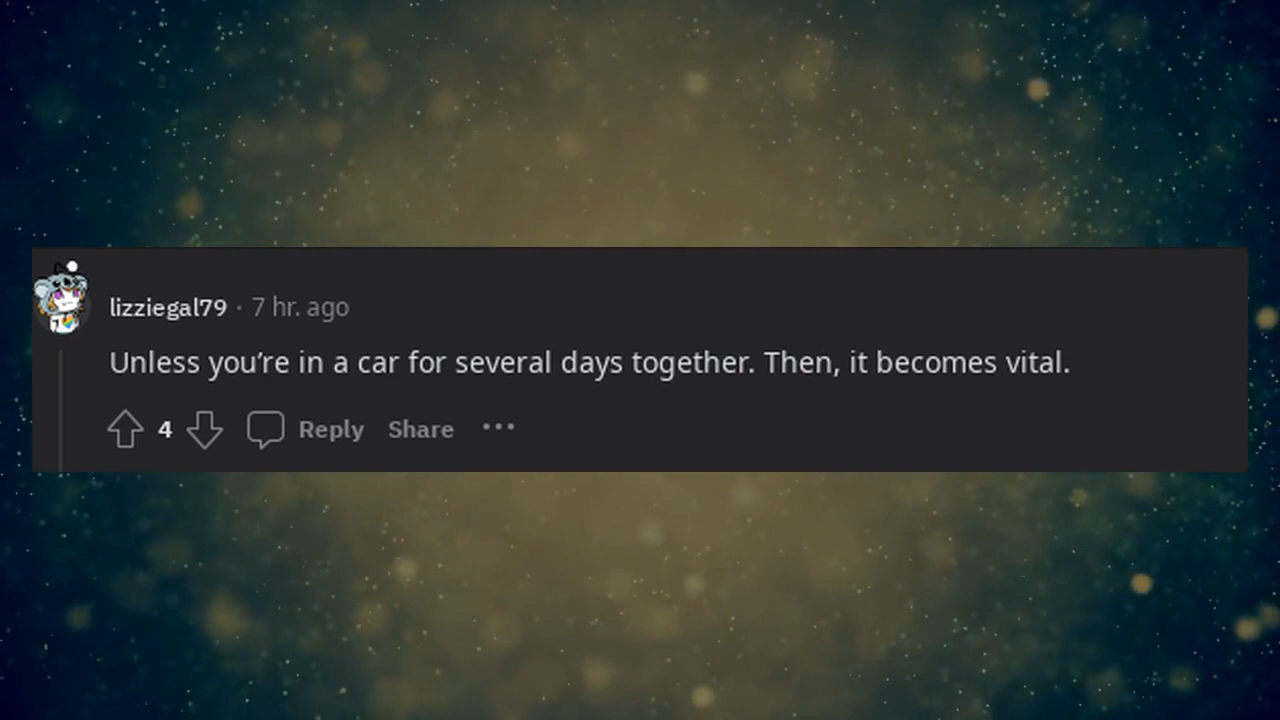 lizziegal79 · 7 hr. ago
Unless you’re in a car for several days together. Then, it becomes vital.
4 Reply Share ···